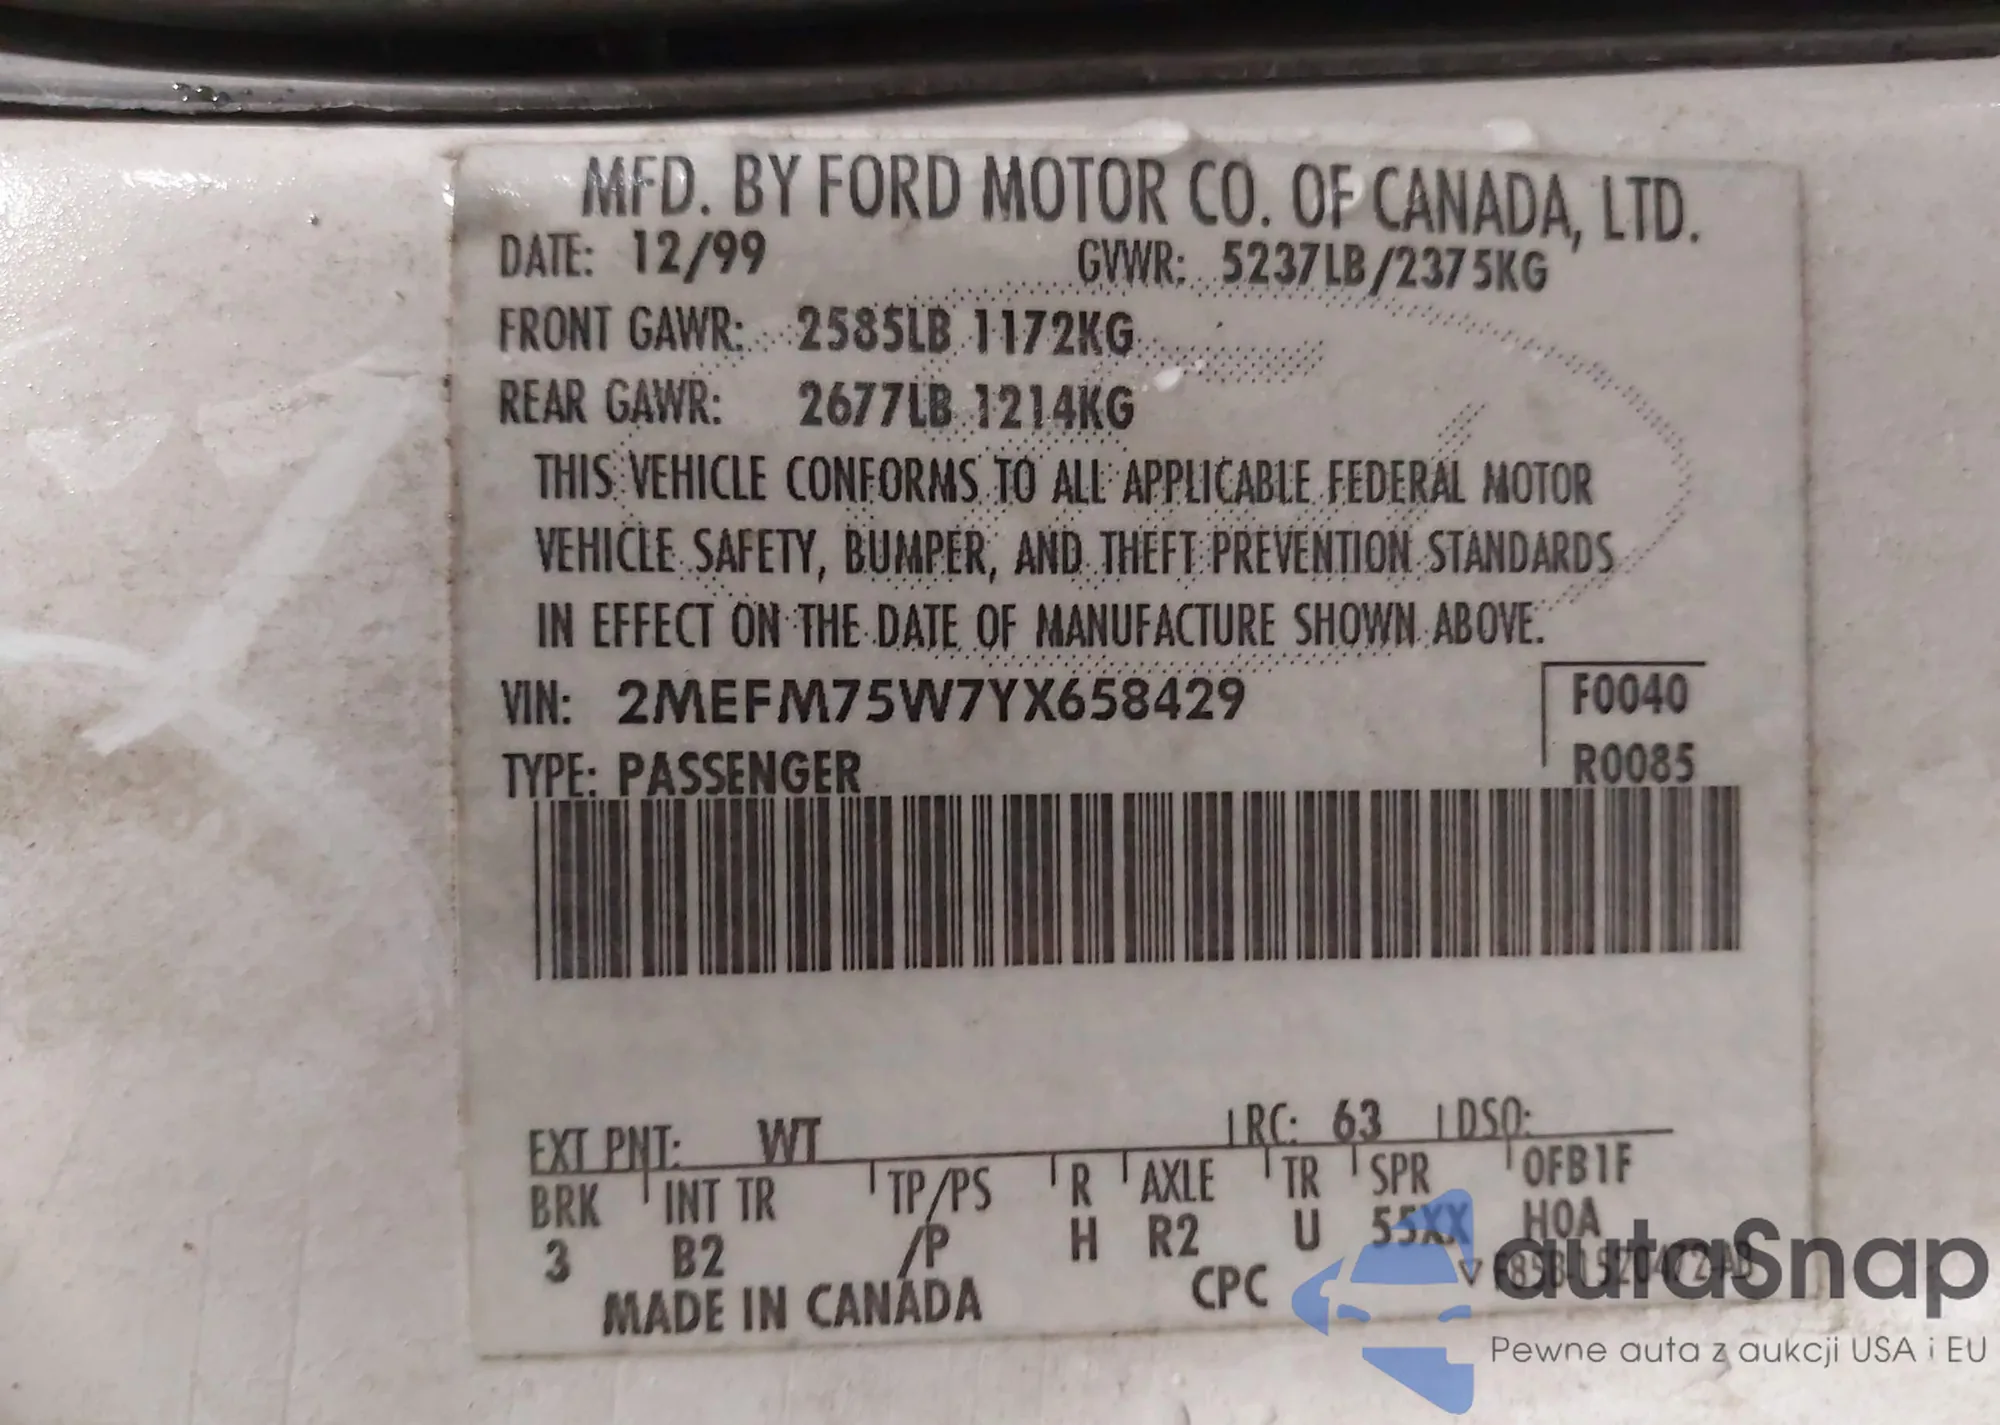 MFD. BY FORD MOTOR CO. OF CANADA, LTD.
DATE: 12/99 GVWR: 5237LB/2375KG
FRONT GAWR: 2585LB 1172KG
REAR GAWR: 2677LB 1214KG
THIS VEHICLE CONFORMS TO ALL APPLICABLE FEDERAL MOTOR
VEHICLE SAFETY, BUMPER, AND THEFT PREVENTION STANDARDS
IN EFFECT ON THE DATE OF MANUFACTURE SHOWN ABOVE.
VIN: 2MEFM75W7YX658429 F0040
TYPE: PASSENGER R0085
EXT PNT: WT RC: 63 DSO:
BRK INT TR TP/PS R AXLE TR SPR OFB1F
3 B2 /P H R2 U 55XX H0A
MADE IN CANADA CPC
autaSnap
Pewne auta z aukcji USA i EU